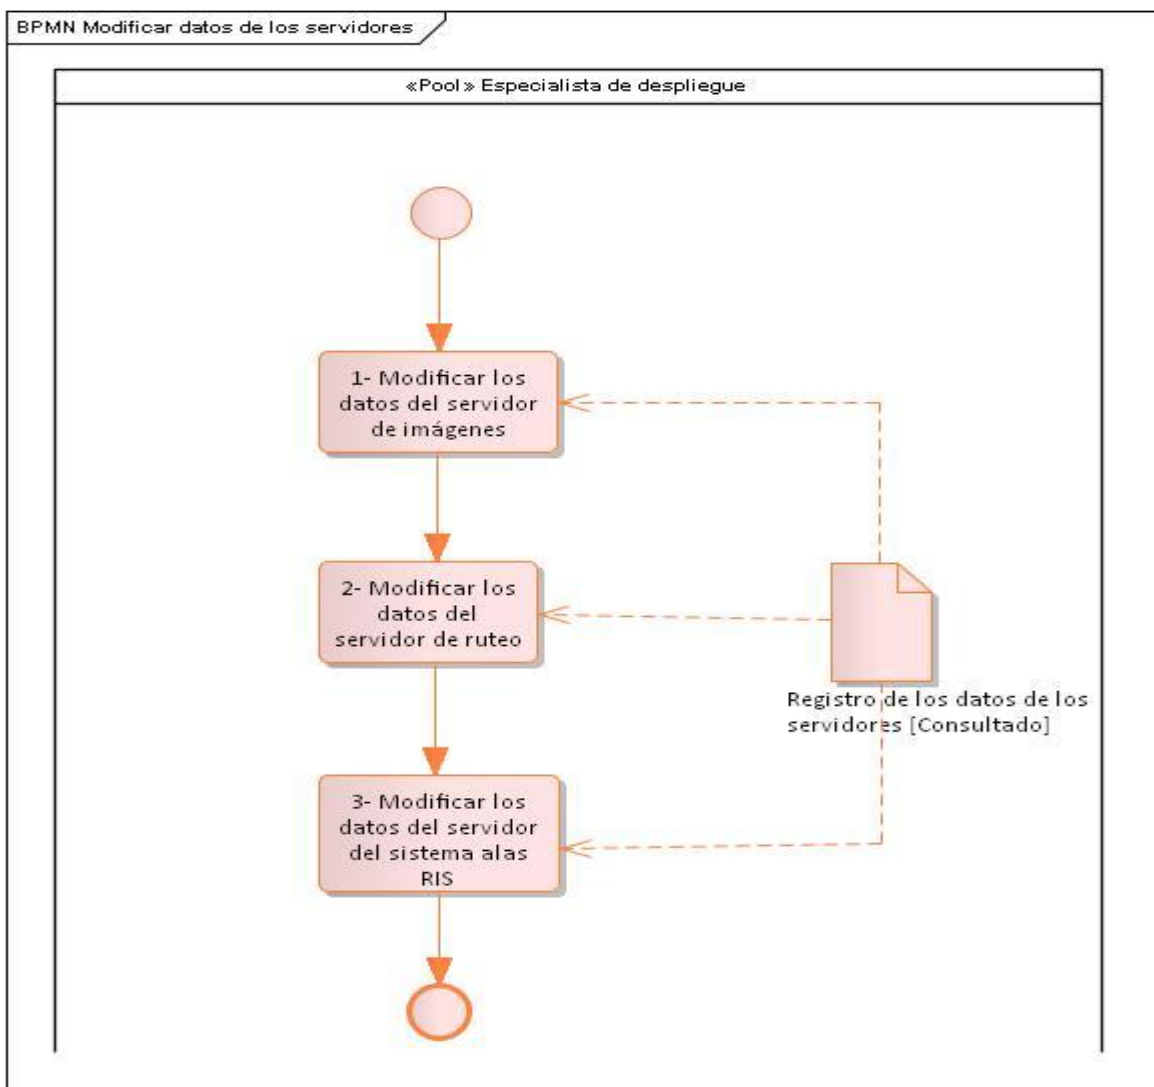 BPMN Modificar datos de los servidores
«Pool» Especialista de despliegue
1- Modificar los
datos del servidor
de imágenes
2- Modificar los
datos del
servidor de ruteo
Registro de los datos de los
servidores [Consultado]
3- Modificar los
datos del servidor
del sistema alas
RIS